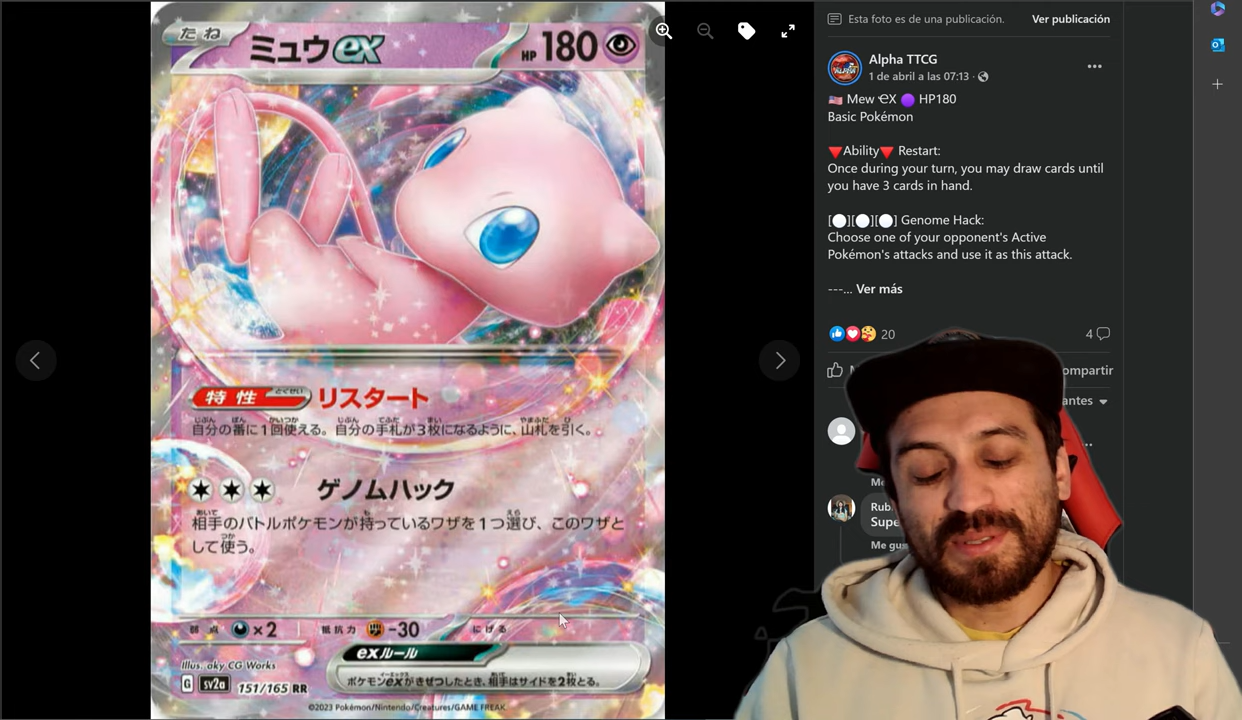 たね
ミュウex
HP 180
特性 とくせい リスタート
自分の番に1回使える。自分の手札が3枚になるように、山札を引く。
ゲノムハック
相手のバトルポケモンが持っているワザを1つ選び、このワザと
して使う。
弱点 ×2 抵抗力 -30 にげる
exルール
ポケモンexがきぜつしたとき、相手はサイドを2枚とる。
Illus. aky CG Works
G sv2a 151/165 RR
©2023 Pokémon/Nintendo/Creatures/GAME FREAK.
Esta foto es de una publicación. Ver publicación
Alpha TTCG
1 de abril a las 07:13 ·
Mew ex HP180
Basic Pokémon
Ability Restart:
Once during your turn, you may draw cards until
you have 3 cards in hand.
[][][] Genome Hack:
Choose one of your opponent's Active
Pokémon's attacks and use it as this attack.
---... Ver más
20 4